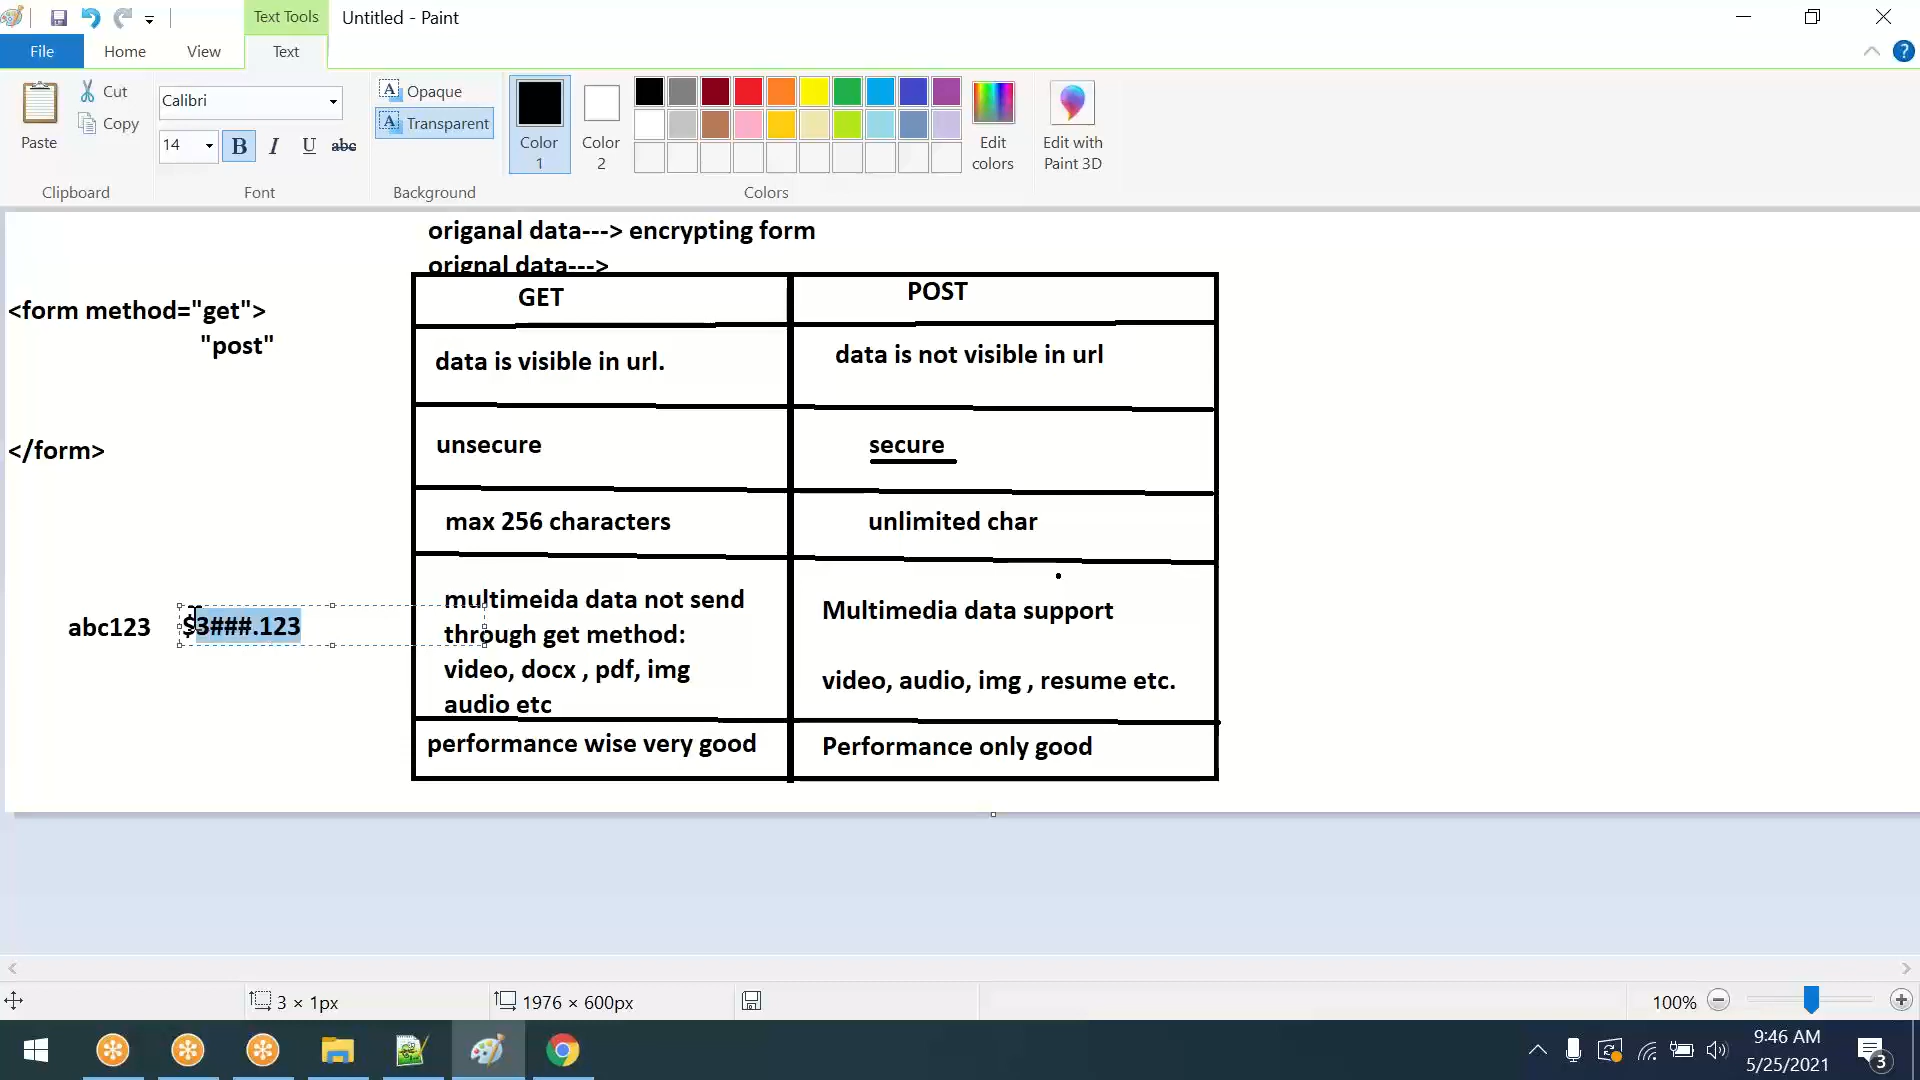 Text Tools
Untitled - Paint
File
Home
View
Text
Paste
Cut
Copy
Clipboard
Calibri
14
B
I
U
abc
Font
A Opaque
A Transparent
Background
Color
1
Color
2
Edit
colors
Edit with
Paint 3D
Colors
?
origanal data---> encrypting form
orignal data--->
<form method="get">
"post"
</form>
abc123
$3###.123
GET
POST
data is visible in url.
data is not visible in url
unsecure
secure
max 256 characters
unlimited char
multimeida data not send
through get method:
video, docx , pdf, img
audio etc
Multimedia data support
video, audio, img , resume etc.
performance wise very good
Performance only good
3 × 1px
1976 × 600px
100%
9:46 AM
5/25/2021
3